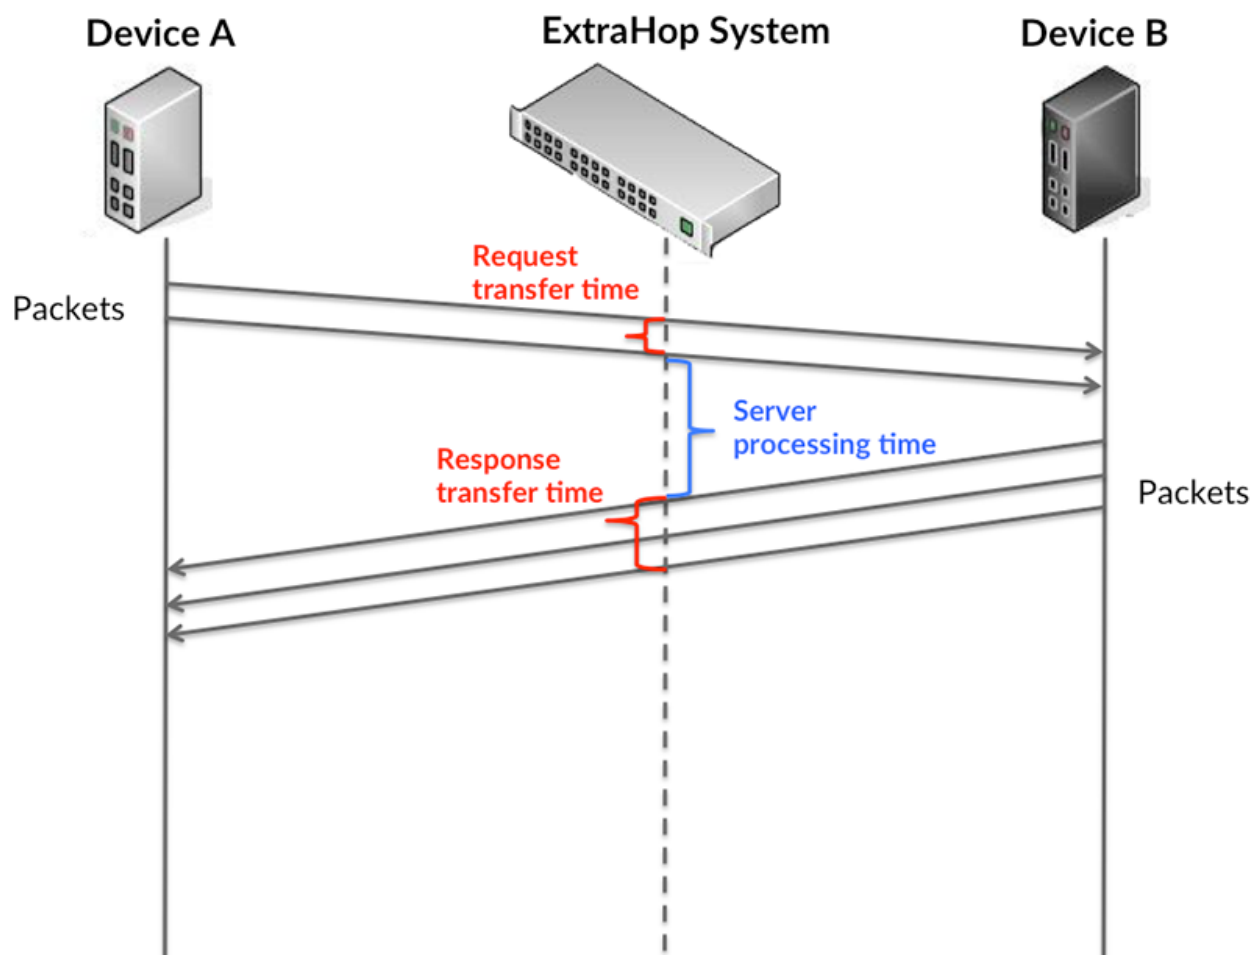 Device A
ExtraHop System
Device B
Request
transfer time
Packets
Server
processing time
Response
transfer time
Packets